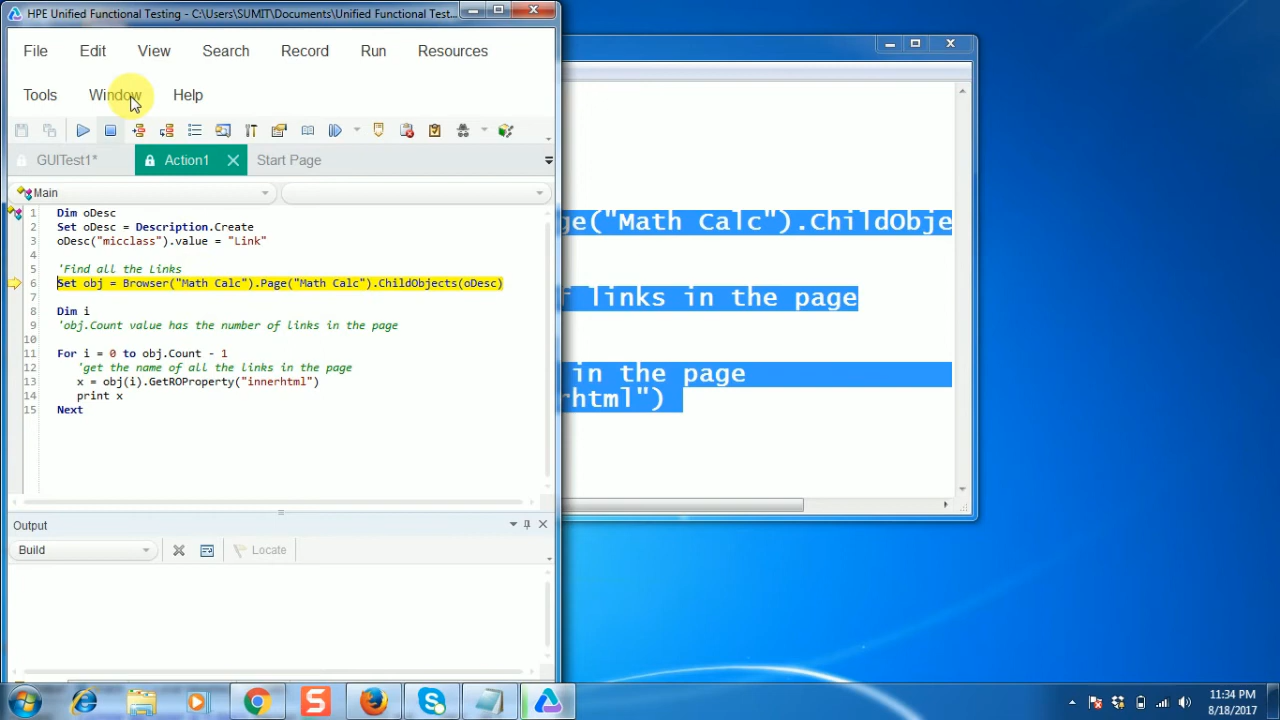 HPE Unified Functional Testing - C:\Users\SUMIT\Documents\Unified Functional Test...
File Edit View Search Record Run Resources
Tools Window Help
GUITest1* Action1 Start Page
Main
1 Dim oDesc
2 Set oDesc = Description.Create
3 oDesc("micclass").value = "Link"
4
5 'Find all the Links
6 Set obj = Browser("Math Calc").Page("Math Calc").ChildObjects(oDesc)
7
8 Dim i
9 'obj.Count value has the number of links in the page
10
11 For i = 0 to obj.Count - 1
12 'get the name of all the links in the page
13 x = obj(i).GetROProperty("innerhtml")
14 print x
15 Next
ge("Math Calc").ChildObje
f links in the page
in the page
rhtml")
Output
Build Locate
11:34 PM
8/18/2017